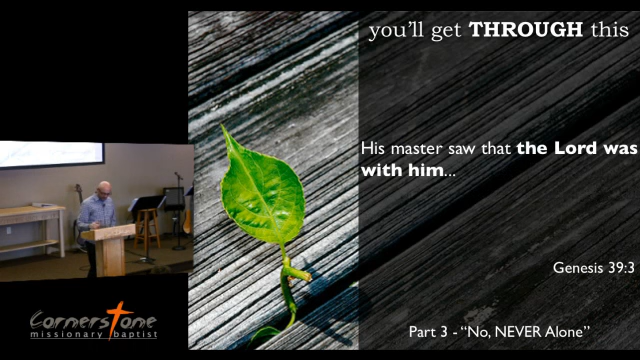 you'll get THROUGH this
His master saw that the Lord was
with him...
Genesis 39:3
Part 3 - “No, NEVER Alone”
Cornerstone
missionary baptist